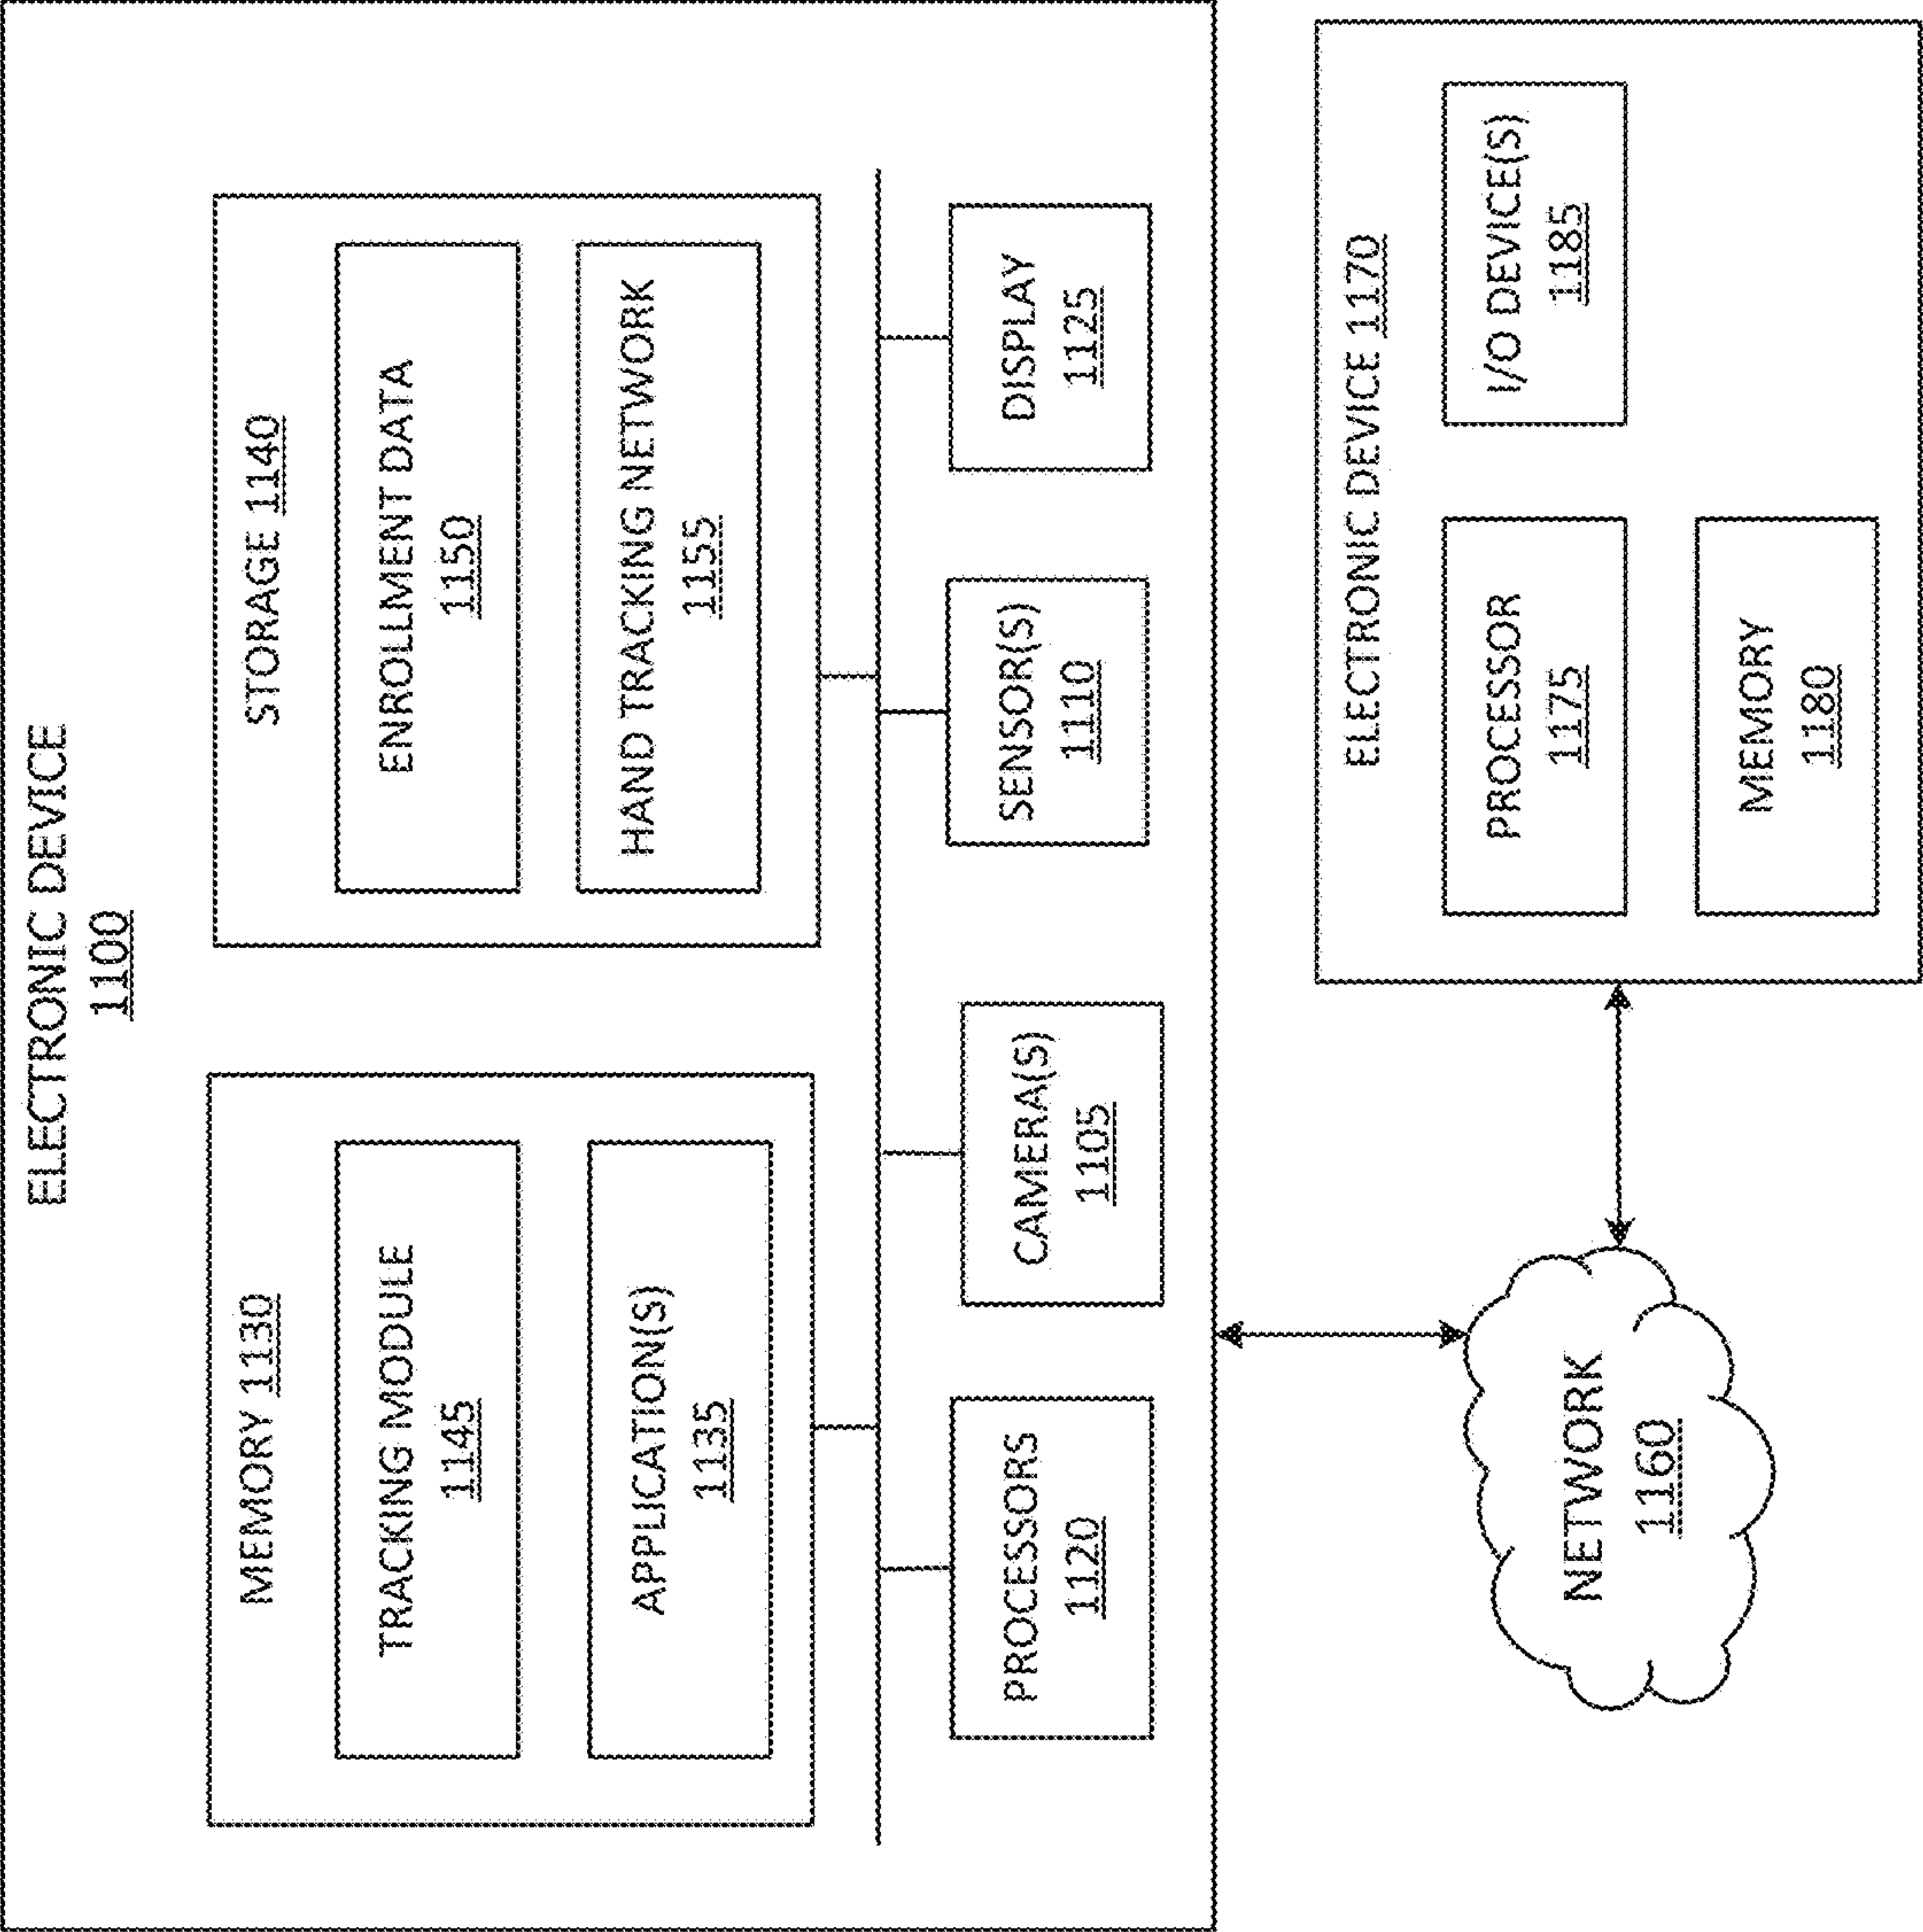 ELECTRONIC DEVICE
1100
MEMORY 1130
TRACKING MODULE
1145
APPLICATION(S)
1135
STORAGE 1140
ENROLLMENT DATA
1150
HAND TRACKING NETWORK
1155
PROCESSORS
1120
CAMERA(S)
1105
SENSOR(S)
1110
DISPLAY
1125
NETWORK
1160
ELECTRONIC DEVICE 1170
PROCESSOR
1175
I/O DEVICE(S)
1185
MEMORY
1180